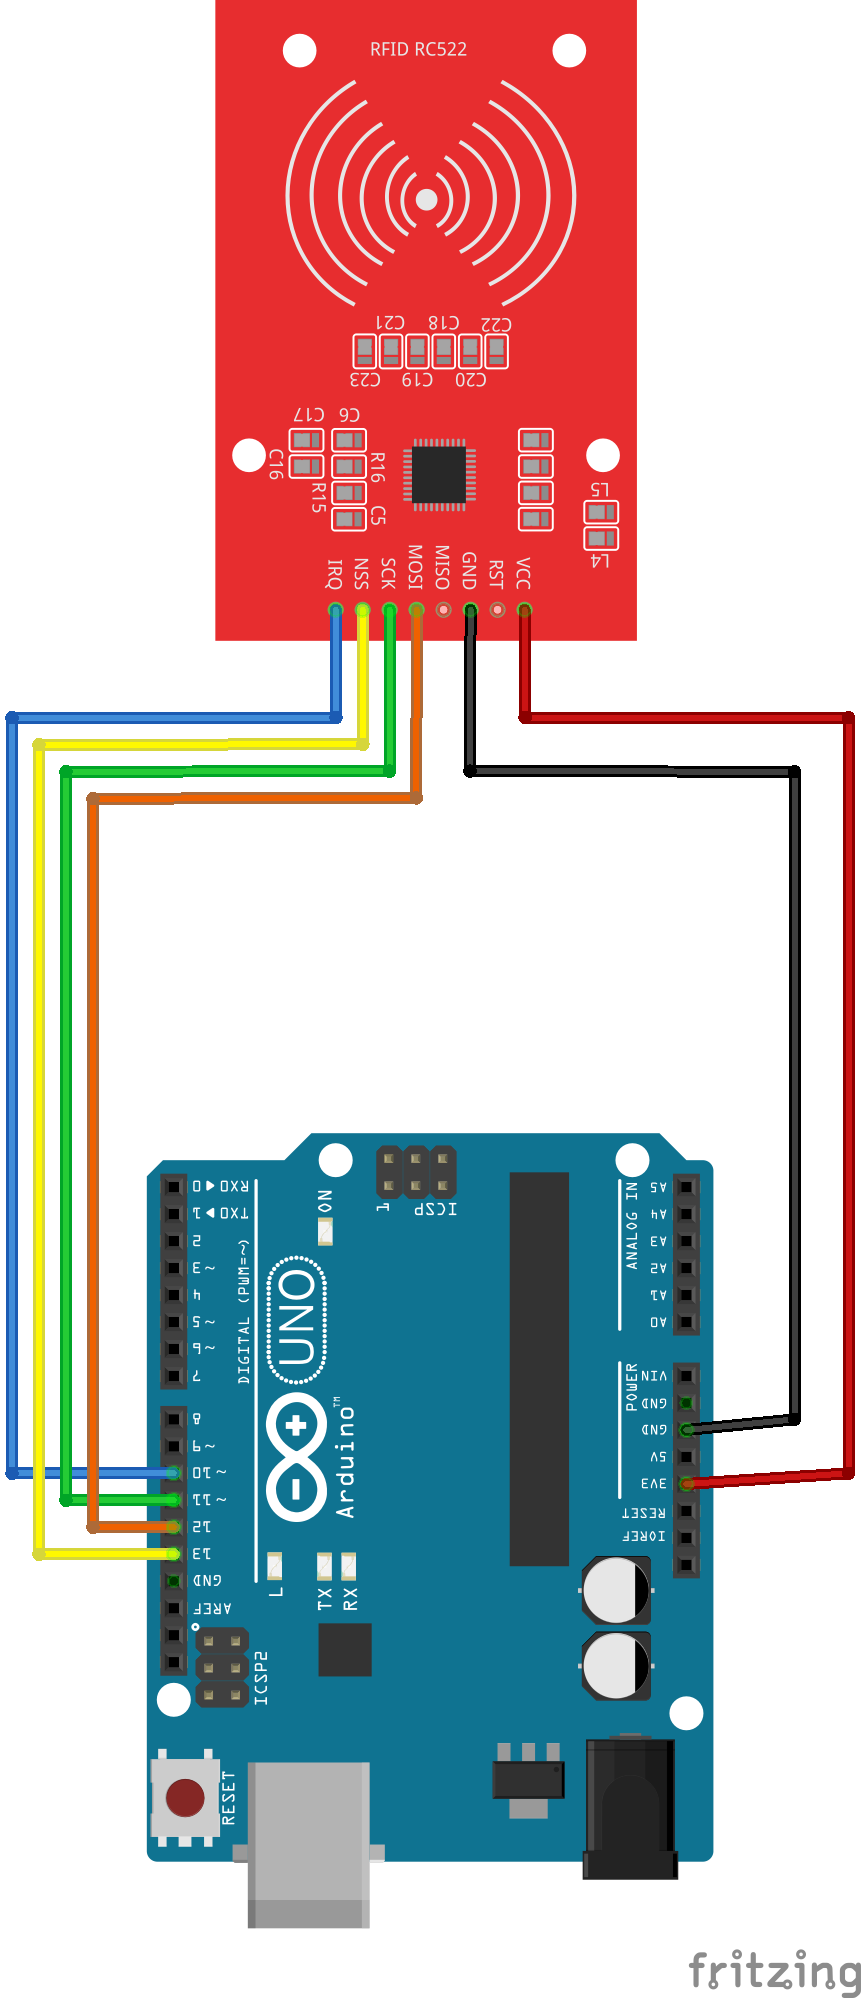 RFID RC522
C21 C18 C22
C23 C19 C20
C17 C6
C16 R16
R15 C5
L5
L4
IRQ NSS SCK MOSI MISO GND RST VCC
ON
1 ICSP
RX0 0
TX0 1
2
~3
4
~5
~6
7
8
~9
~10
~11
12
13
GND
AREF
DIGITAL (PWM=~)
UNO
Arduino™
L
TX
RX
ICSP2
RESET
ANALOG IN
A5
A4
A3
A2
A1
A0
POWER
VIN
GND
GND
5V
3V3
RESET
IOREF
fritzing